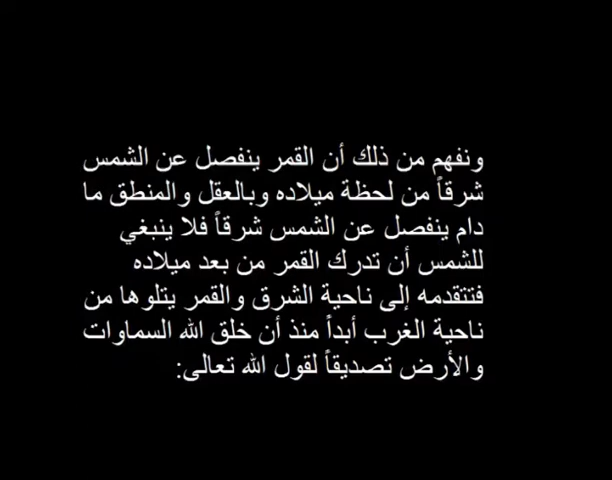 ونفهم من ذلك أن القمر ينفصل عن الشمس
شرقاً من لحظة ميلاده وبالعقل والمنطق ما
دام ينفصل عن الشمس شرقاً فلا ينبغي
للشمس أن تدرك القمر من بعد ميلاده
فتتقدمه إلى ناحية الشرق والقمر يتلوها من
ناحية الغرب أبداً منذ أن خلق الله السماوات
والأرض تصديقاً لقول الله تعالى: